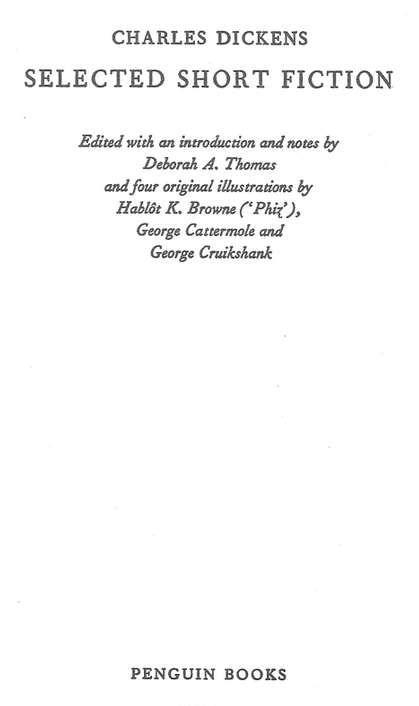 CHARLES DICKENS
SELECTED SHORT FICTION
Edited with an introduction and notes by
Deborah A. Thomas
and four original illustrations by
Hablôt K. Browne (‘Phiz’),
George Cattermole and
George Cruikshank
PENGUIN BOOKS